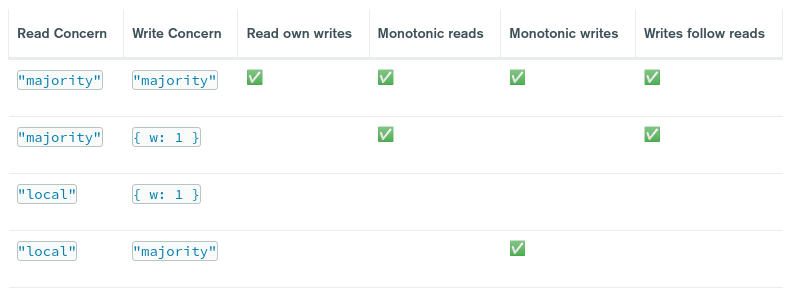 Read Concern Write Concern Read own writes Monotonic reads Monotonic writes Writes follow reads
"majority" "majority" ✅ ✅ ✅ ✅
"majority" { w: 1 } ✅ ✅
"local" { w: 1 }
"local" "majority" ✅